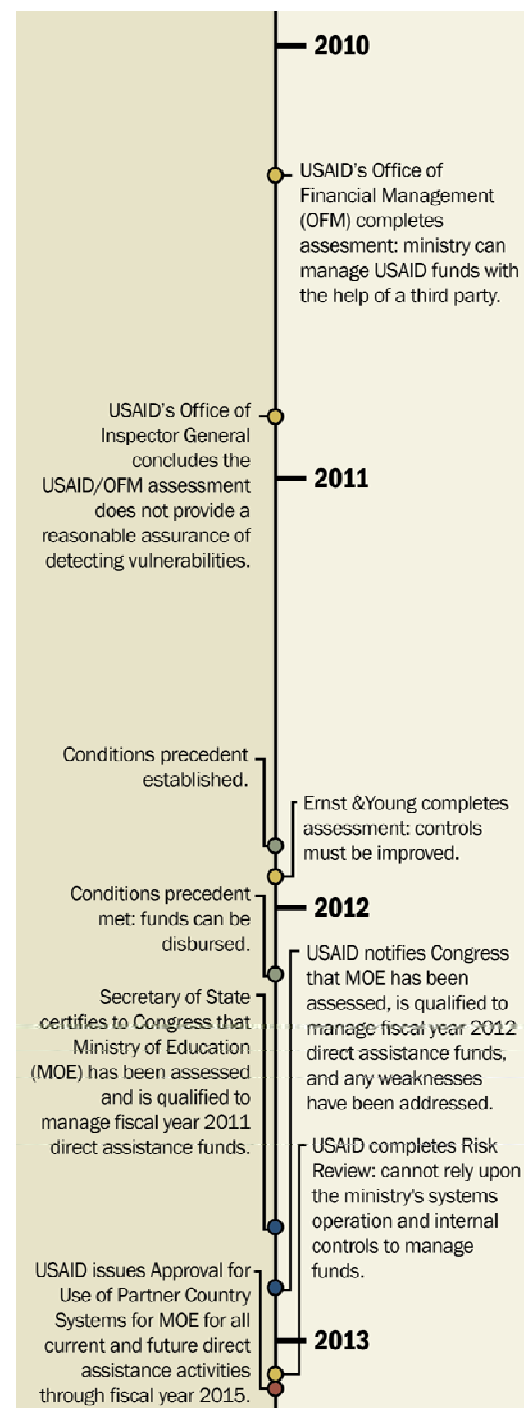 2010
USAID's Office of
Financial Management
(OFM) completes
assesment: ministry can
manage USAID funds with
the help of a third party.
USAID's Office of
Inspector General
concludes the
USAID/OFM assessment
does not provide a
reasonable assurance of
detecting vulnerabilities.
2011
Conditions precedent
established.
Ernst &Young completes
assessment: controls
must be improved.
Conditions precedent
met: funds can be
disbursed.
2012
USAID notifies Congress
that MOE has been
assessed, is qualified to
manage fiscal year 2012
direct assistance funds,
and any weaknesses
have been addressed.
Secretary of State
certifies to Congress that
Ministry of Education
(MOE) has been assessed
and is qualified to
manage fiscal year 2011
direct assistance funds.
USAID completes Risk
Review: cannot rely upon
the ministry's systems
operation and internal
controls to manage
funds.
USAID issues Approval for
Use of Partner Country
Systems for MOE for all
current and future direct
assistance activities
through fiscal year 2015.
2013